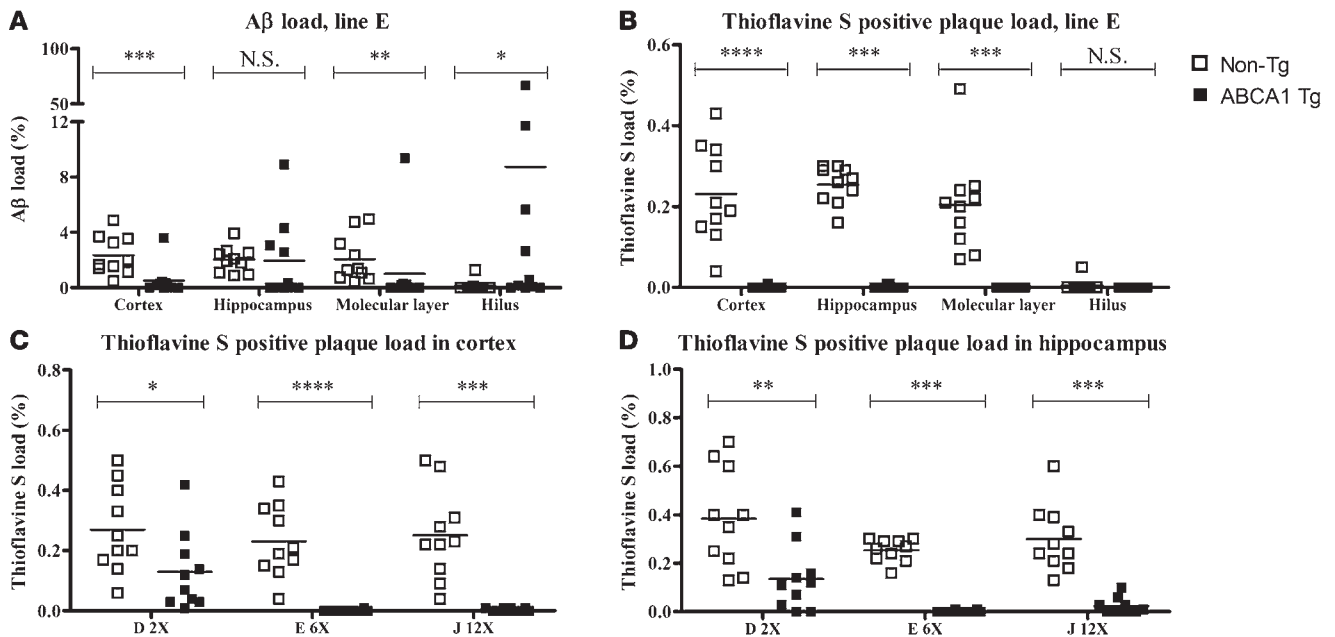 A
Aβ load, line E
***
N.S.
**
*
100
50
12
8
4
0
Aβ load (%)
Cortex
Hippocampus
Molecular layer
Hilus
B
Thioflavine S positive plaque load, line E
****
***
***
N.S.
0.6
0.4
0.2
0.0
Thioflavine S load (%)
Cortex
Hippocampus
Molecular layer
Hilus
Non-Tg
ABCA1 Tg
C
Thioflavine S positive plaque load in cortex
*
****
***
0.8
0.6
0.4
0.2
0.0
Thioflavine S load (%)
D 2X
E 6X
J 12X
D
Thioflavine S positive plaque load in hippocampus
**
***
***
1.0
0.8
0.6
0.4
0.2
0.0
Thioflavine S load (%)
D 2X
E 6X
J 12X